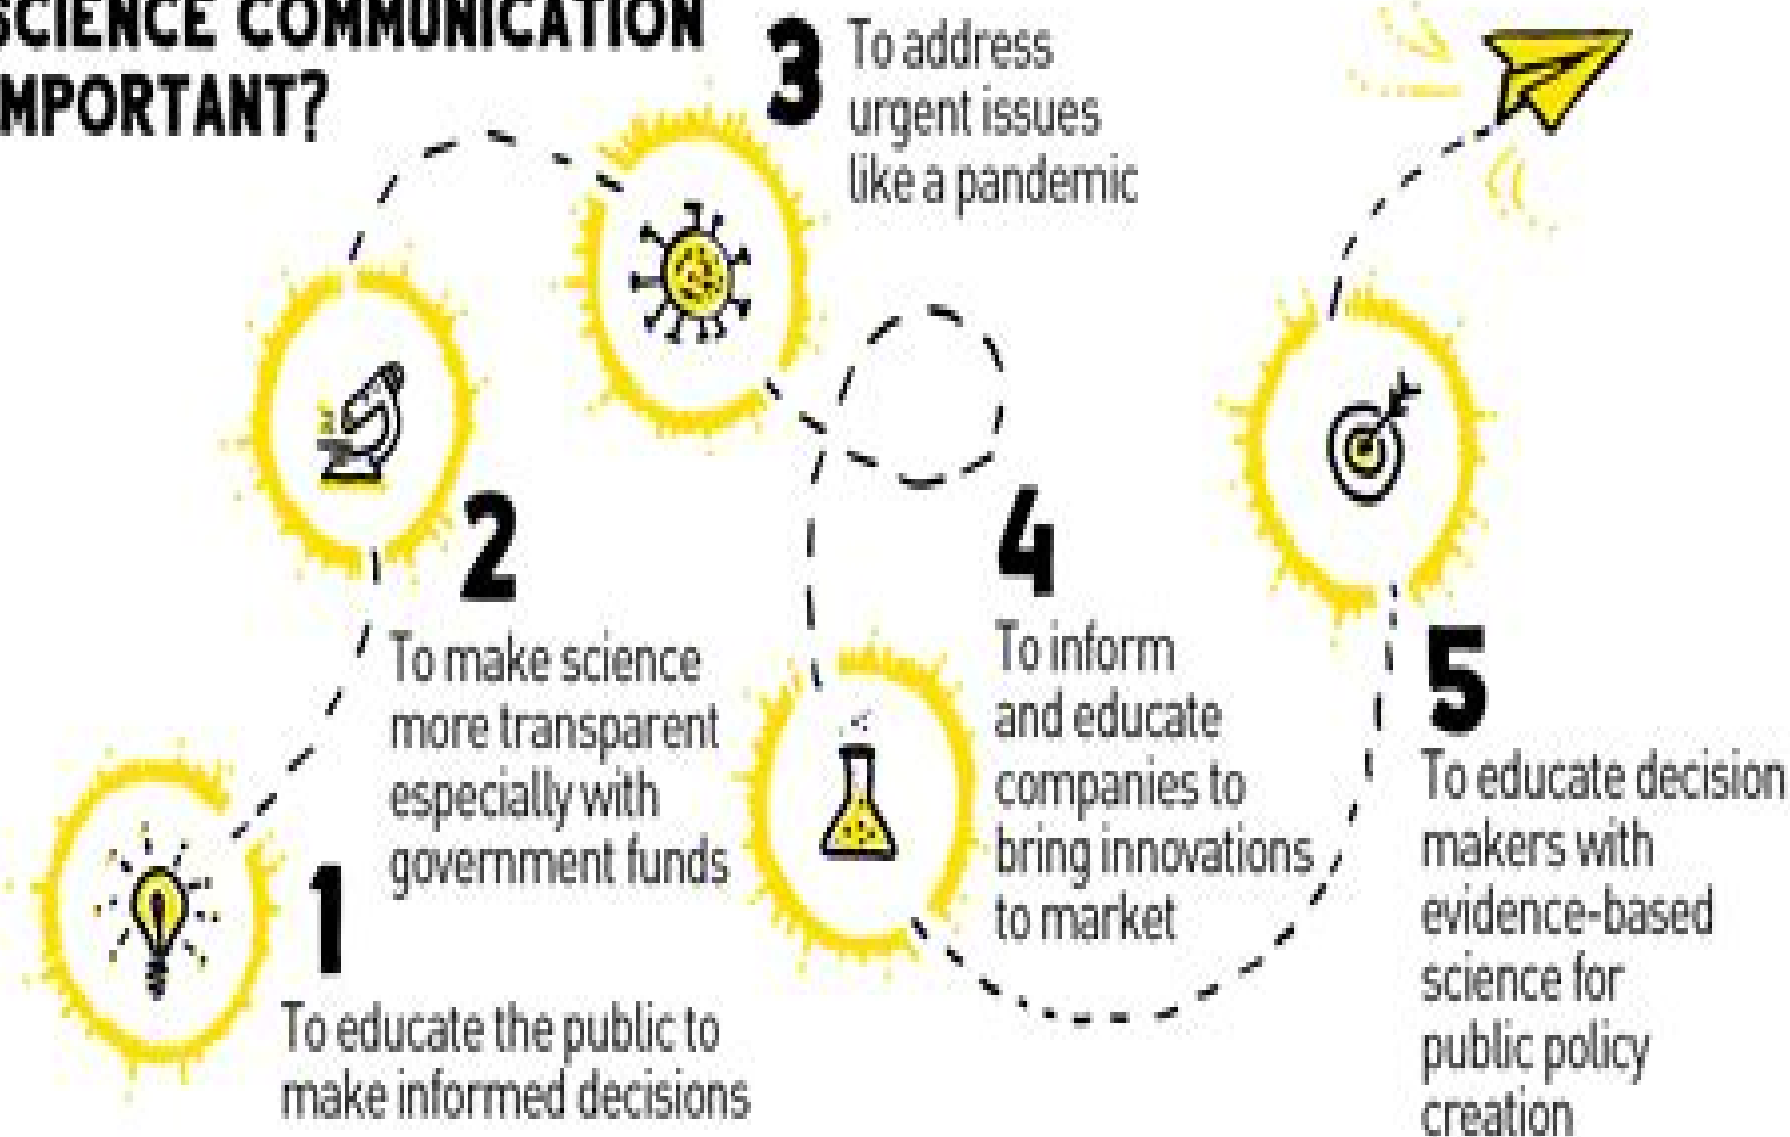 SCIENCE COMMUNICATION
IMPORTANT?
3
To address
urgent issues
like a pandemic
2
To make science
more transparent
especially with
government funds
1
To educate the public to
make informed decisions
4
To inform
and educate
companies to
bring innovations
to market
5
To educate decision
makers with
evidence-based
science for
public policy
creation